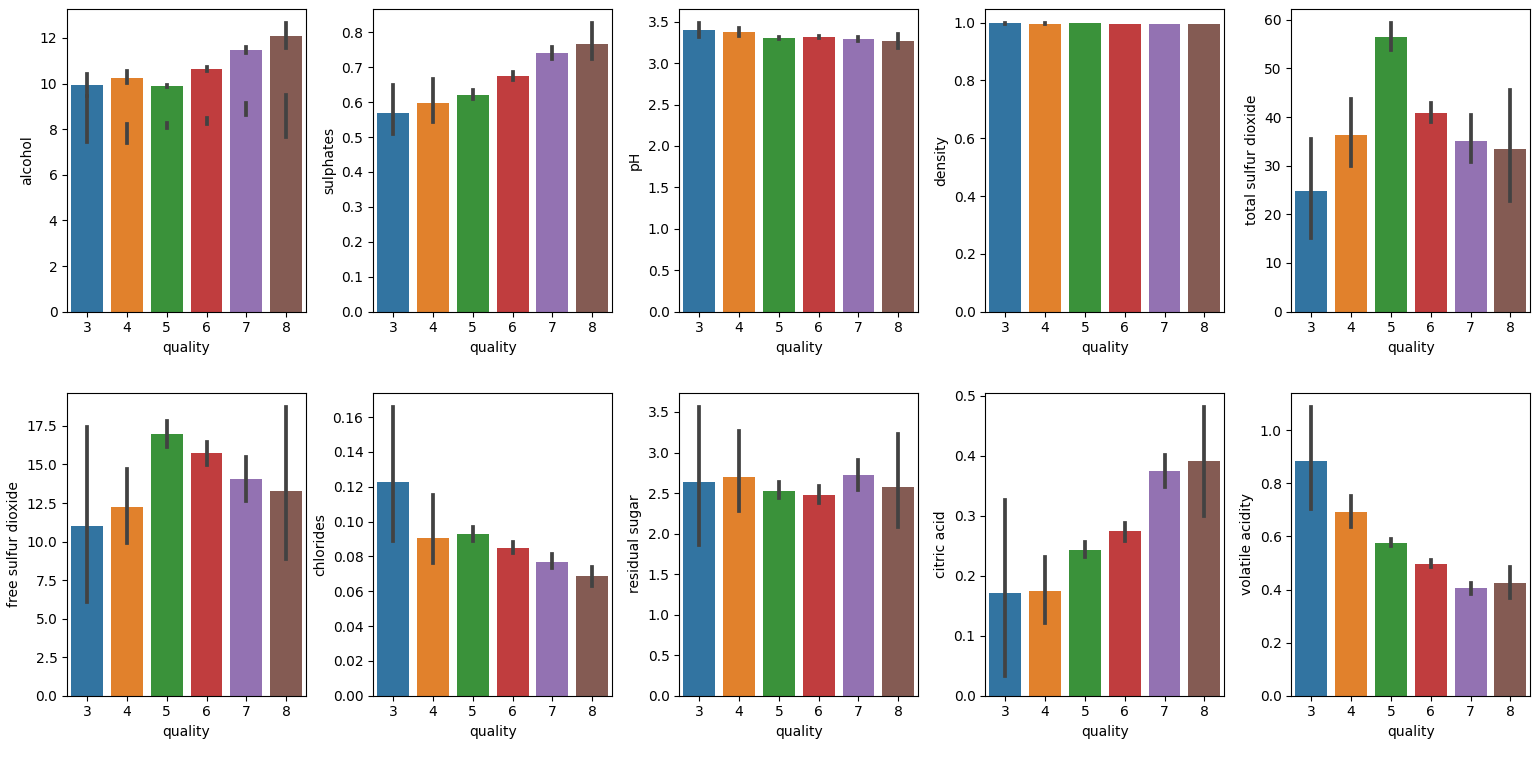 alcohol
12
10
8
6
4
2
0
3 4 5 6 7 8
quality
sulphates
0.8
0.7
0.6
0.5
0.4
0.3
0.2
0.1
0.0
3 4 5 6 7 8
quality
pH
3.5
3.0
2.5
2.0
1.5
1.0
0.5
0.0
3 4 5 6 7 8
quality
density
1.0
0.8
0.6
0.4
0.2
0.0
3 4 5 6 7 8
quality
total sulfur dioxide
60
50
40
30
20
10
0
3 4 5 6 7 8
quality
free sulfur dioxide
17.5
15.0
12.5
10.0
7.5
5.0
2.5
0.0
3 4 5 6 7 8
quality
chlorides
0.16
0.14
0.12
0.10
0.08
0.06
0.04
0.02
0.00
3 4 5 6 7 8
quality
residual sugar
3.5
3.0
2.5
2.0
1.5
1.0
0.5
0.0
3 4 5 6 7 8
quality
citric acid
0.5
0.4
0.3
0.2
0.1
0.0
3 4 5 6 7 8
quality
volatile acidity
1.0
0.8
0.6
0.4
0.2
0.0
3 4 5 6 7 8
quality